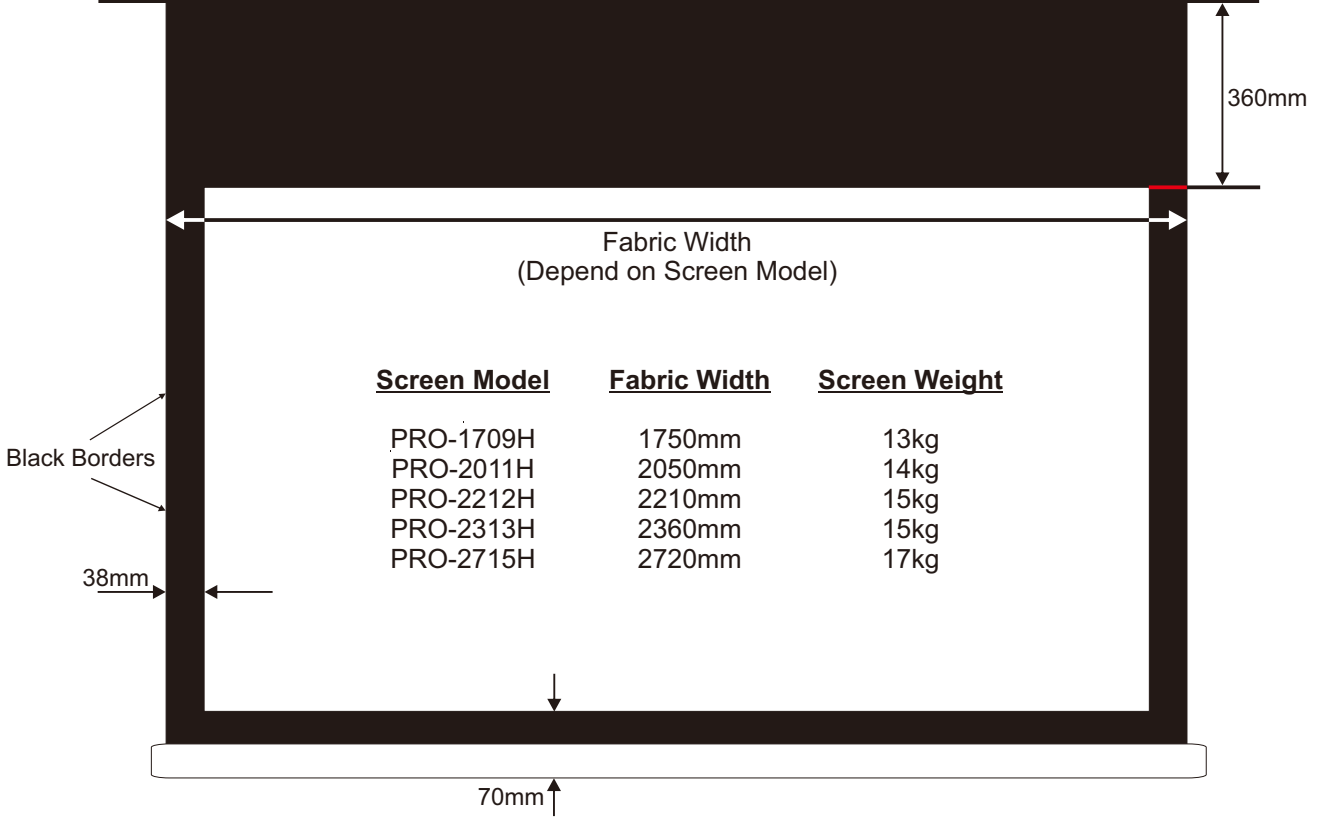 360mm
Fabric Width
(Depend on Screen Model)
Screen Model Fabric Width Screen Weight
PRO-1709H 1750mm 13kg
PRO-2011H 2050mm 14kg
PRO-2212H 2210mm 15kg
PRO-2313H 2360mm 15kg
PRO-2715H 2720mm 17kg
Black Borders
38mm
70mm